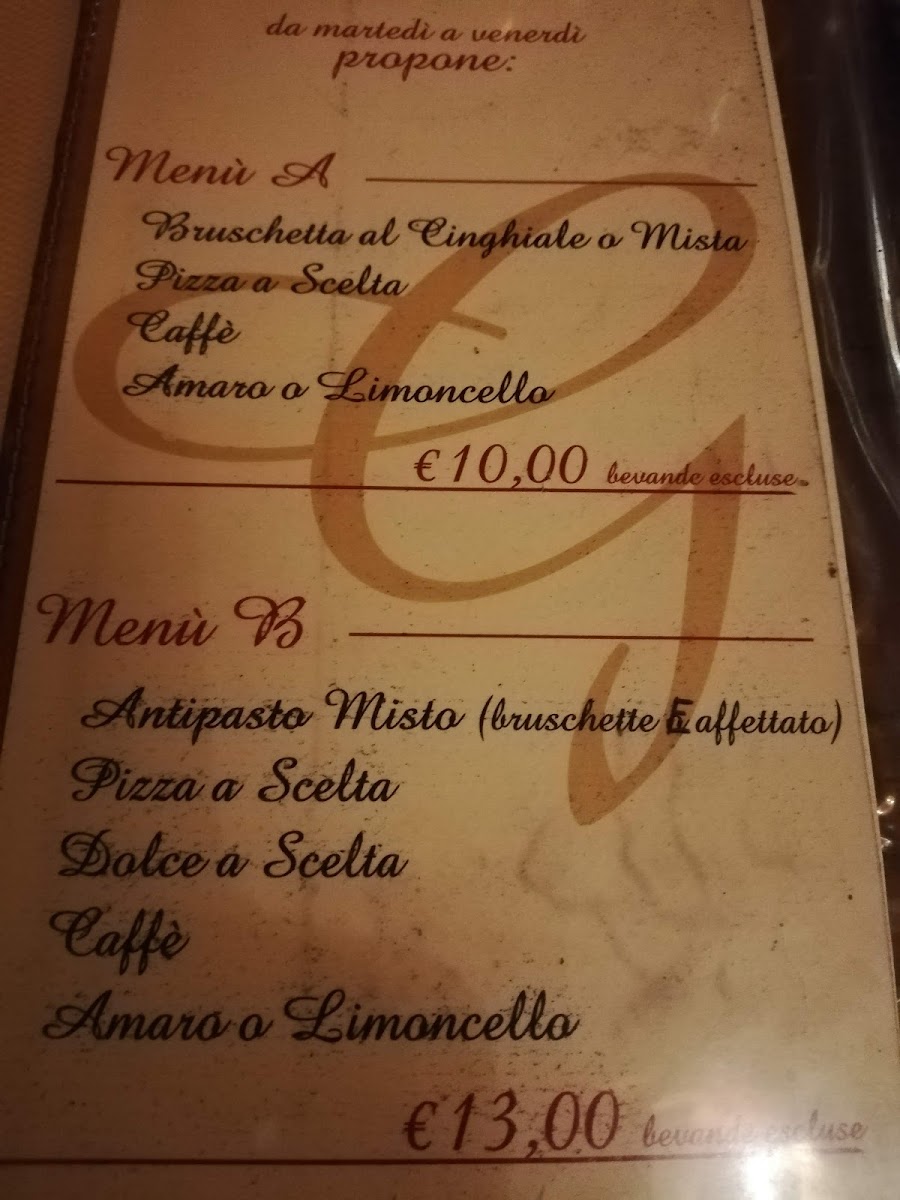 da martedì a venerdì
propone:
Menù A
Bruschetta al Cinghiale o Mista
Pizza a Scelta
Caffè
Amaro o Limoncello
€ 10,00 bevande escluse
Menù B
Antipasto Misto (bruschette E affettato)
Pizza a Scelta
Dolce a Scelta
Caffè
Amaro o Limoncello
€ 13,00 bevande escluse